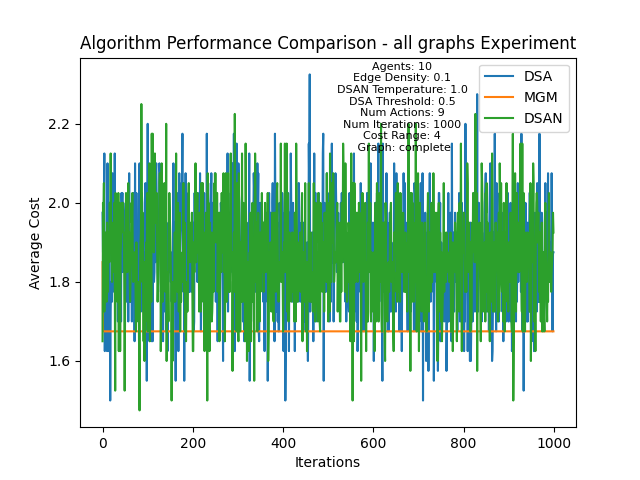 Algorithm Performance Comparison - all graphs Experiment
Agents: 10
Edge Density: 0.1
DSAN Temperature: 1.0
DSA Threshold: 0.5
Num Actions: 9
Num Iterations: 1000
Cost Range: 4
Graph: complete
DSA
MGM
DSAN
Average Cost
2.2
2.0
1.8
1.6
0
200
400
600
800
1000
Iterations